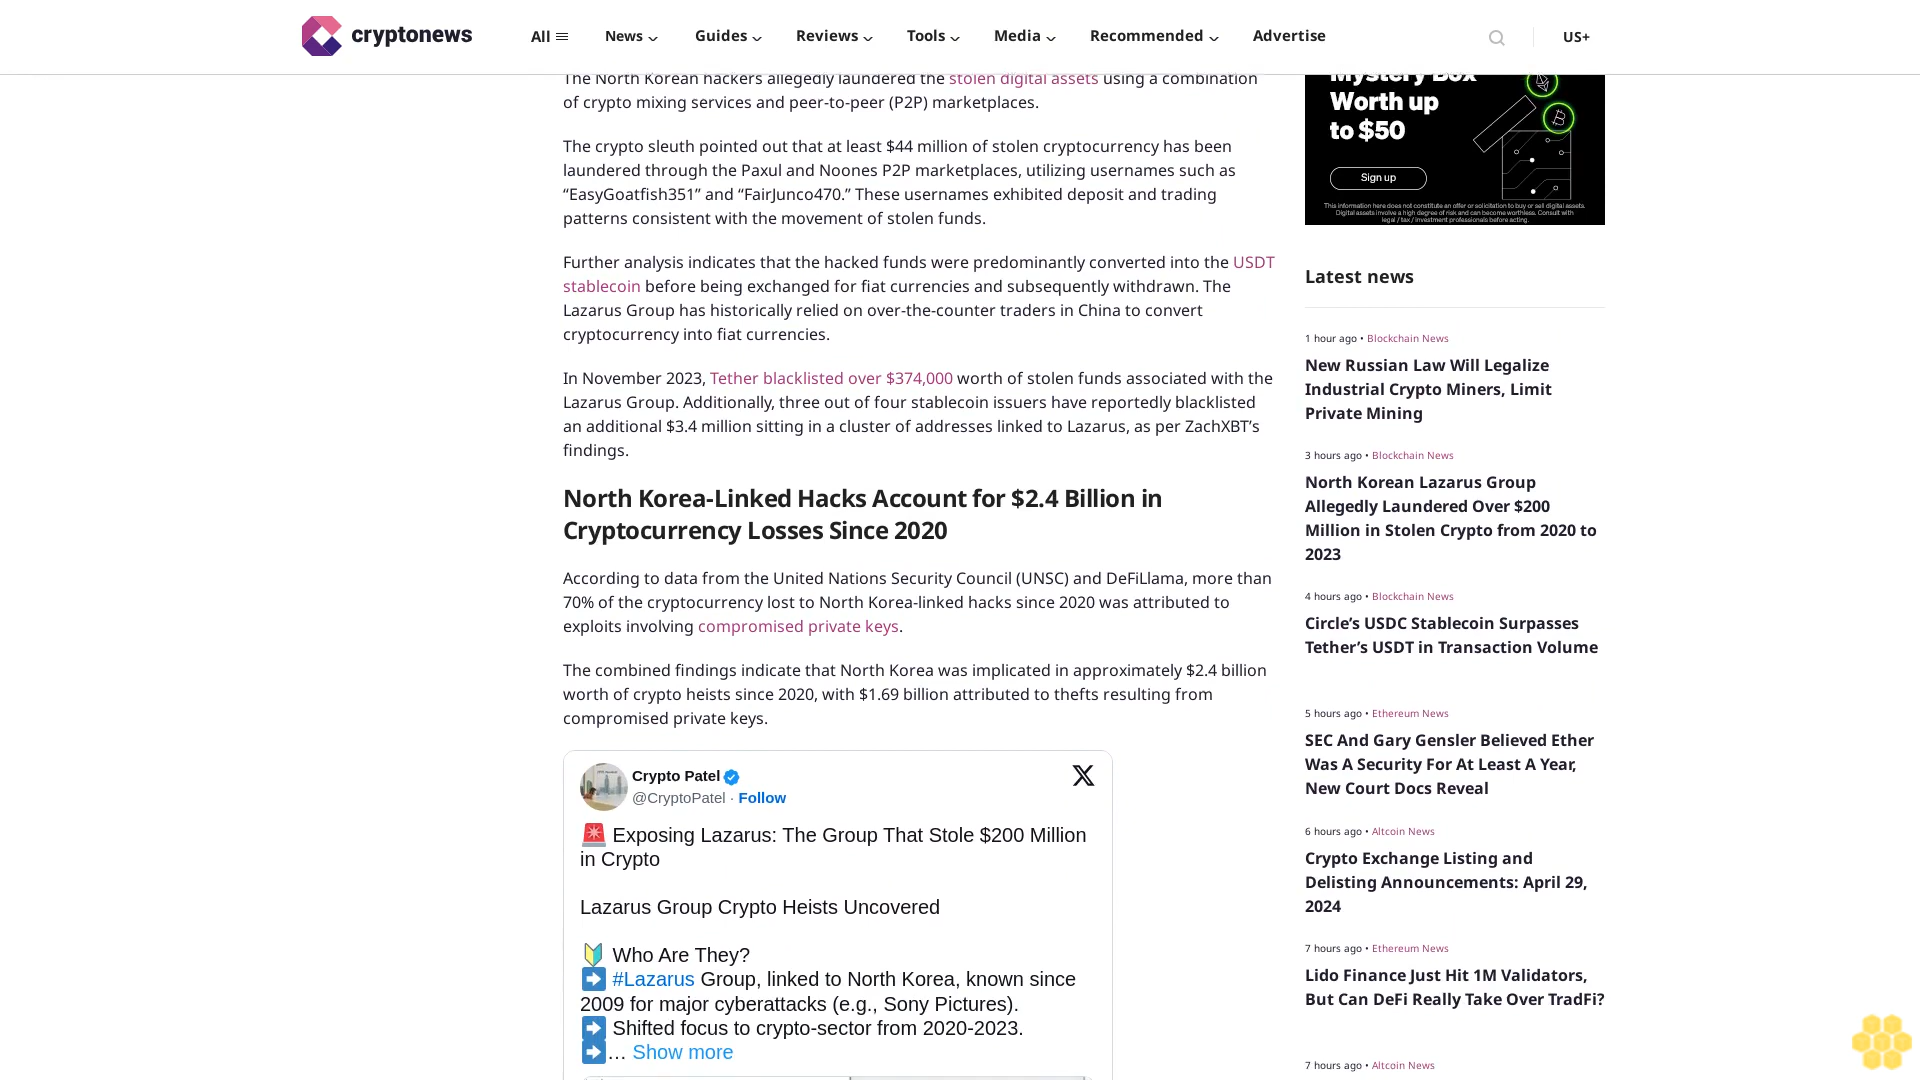 cryptonews
All
News
Guides
Reviews
Tools
Media
Recommended
Advertise
US+
The North Korean hackers allegedly laundered the stolen digital assets using a combination
of crypto mixing services and peer-to-peer (P2P) marketplaces.
The crypto sleuth pointed out that at least $44 million of stolen cryptocurrency has been
laundered through the Paxul and Noones P2P marketplaces, utilizing usernames such as
“EasyGoatfish351” and “FairJunco470.” These usernames exhibited deposit and trading
patterns consistent with the movement of stolen funds.
Further analysis indicates that the hacked funds were predominantly converted into the USDT
stablecoin before being exchanged for fiat currencies and subsequently withdrawn. The
Lazarus Group has historically relied on over-the-counter traders in China to convert
cryptocurrency into fiat currencies.
In November 2023, Tether blacklisted over $374,000 worth of stolen funds associated with the
Lazarus Group. Additionally, three out of four stablecoin issuers have reportedly blacklisted
an additional $3.4 million sitting in a cluster of addresses linked to Lazarus, as per ZachXBT’s
findings.
North Korea-Linked Hacks Account for $2.4 Billion in
Cryptocurrency Losses Since 2020
According to data from the United Nations Security Council (UNSC) and DeFiLlama, more than
70% of the cryptocurrency lost to North Korea-linked hacks since 2020 was attributed to
exploits involving compromised private keys.
The combined findings indicate that North Korea was implicated in approximately $2.4 billion
worth of crypto heists since 2020, with $1.69 billion attributed to thefts resulting from
compromised private keys.
Crypto Patel
@CryptoPatel · Follow
🚨 Exposing Lazarus: The Group That Stole $200 Million
in Crypto
Lazarus Group Crypto Heists Uncovered
🔰 Who Are They?
➡️ #Lazarus Group, linked to North Korea, known since
2009 for major cyberattacks (e.g., Sony Pictures).
➡️ Shifted focus to crypto-sector from 2020-2023.
➡️… Show more
Mystery Box
Worth up
to $50
Sign up
This information here does not constitute an offer or solicitation to buy or sell digital assets.
Digital assets involve a high degree of risk and can become worthless. Consult with
legal / tax / investment professionals before acting.
Latest news
1 hour ago • Blockchain News
New Russian Law Will Legalize
Industrial Crypto Miners, Limit
Private Mining
3 hours ago • Blockchain News
North Korean Lazarus Group
Allegedly Laundered Over $200
Million in Stolen Crypto from 2020 to
2023
4 hours ago • Blockchain News
Circle’s USDC Stablecoin Surpasses
Tether’s USDT in Transaction Volume
5 hours ago • Ethereum News
SEC And Gary Gensler Believed Ether
Was A Security For At Least A Year,
New Court Docs Reveal
6 hours ago • Altcoin News
Crypto Exchange Listing and
Delisting Announcements: April 29,
2024
7 hours ago • Ethereum News
Lido Finance Just Hit 1M Validators,
But Can DeFi Really Take Over TradFi?
7 hours ago • Altcoin News